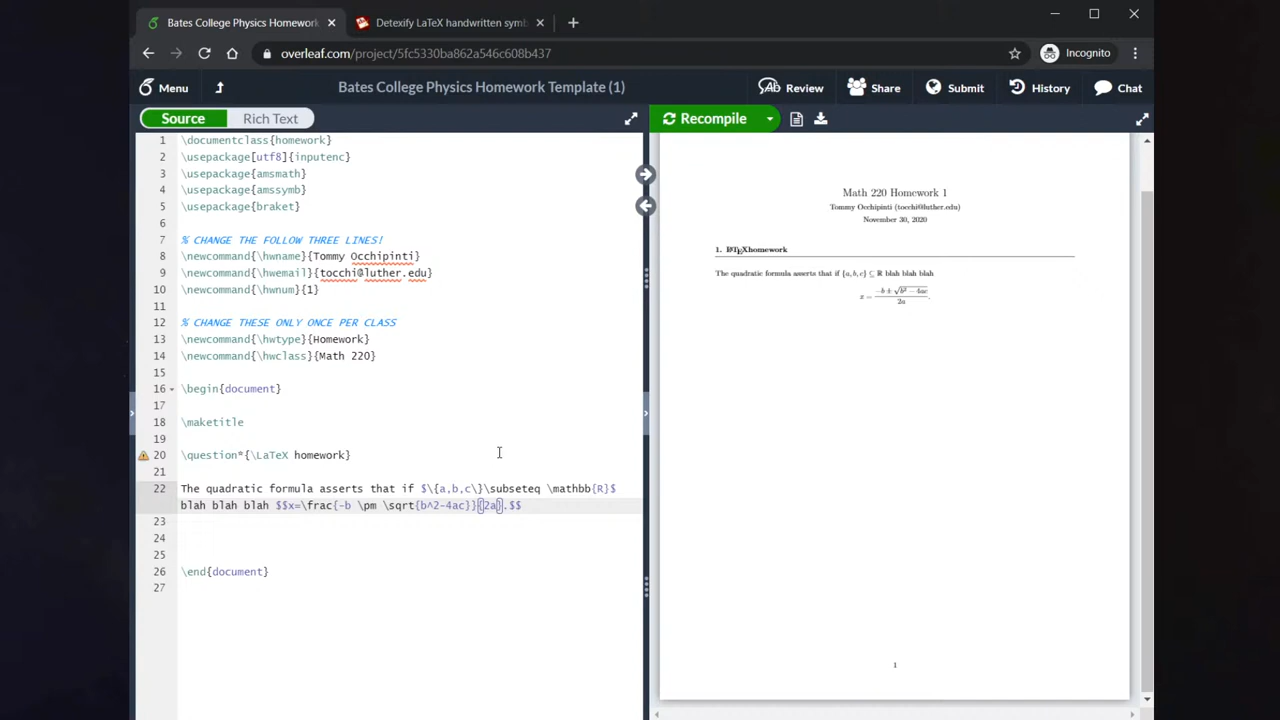 Bates College Physics Homework
Detexify LaTeX handwritten symb
overleaf.com/project/5fc5330ba862a546c608b437
Incognito
Menu
Bates College Physics Homework Template (1)
Review
Share
Submit
History
Chat
Source
Rich Text
Recompile
1 \documentclass{homework}
2 \usepackage[utf8]{inputenc}
3 \usepackage{amsmath}
4 \usepackage{amssymb}
5 \usepackage{braket}
6
7 % CHANGE THE FOLLOW THREE LINES!
8 \newcommand{\hwname}{Tommy Occhipinti}
9 \newcommand{\hwemail}{tocchi@luther.edu}
10 \newcommand{\hwnum}{1}
11
12 % CHANGE THESE ONLY ONCE PER CLASS
13 \newcommand{\hwtype}{Homework}
14 \newcommand{\hwclass}{Math 220}
15
16 \begin{document}
17
18 \maketitle
19
20 \question*{\LaTeX homework}
21
22 The quadratic formula asserts that if $\{a,b,c\}\subseteq \mathbb{R}$
blah blah blah $$x=\frac{-b \pm \sqrt{b^2-4ac}}{2a}.$$
23
24
25
26 \end{document}
27
Math 220 Homework 1
Tommy Occhipinti (tocchi@luther.edu)
November 30, 2020
1. LATEXhomework
The quadratic formula asserts that if {a, b, c} ⊆ ℝ blah blah blah
x = −b ± √b² − 4ac
2a .
1